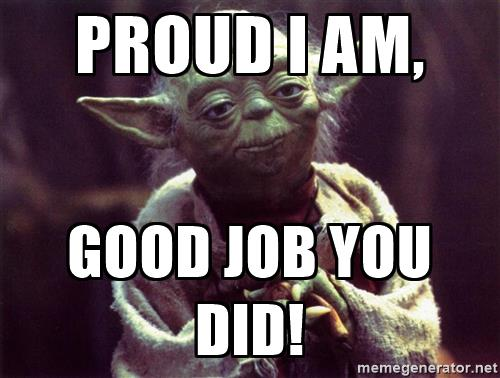 PROUD I AM,
GOOD JOB YOU
DID!
memegenerator.net